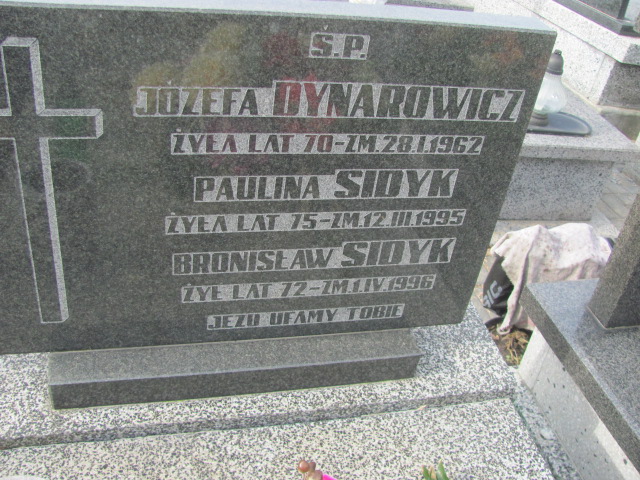 Ś.P.
JÓZEFA DYNAROWICZ
ŻYŁA LAT 70-ZM.28.I.1962
PAULINA SIDYK
ŻYŁA LAT 75-ZM.12.III.1995
BRONISŁAW SIDYK
ŻYŁ LAT 72-ZM.1.IV.1996
JEZU UFAMY TOBIE